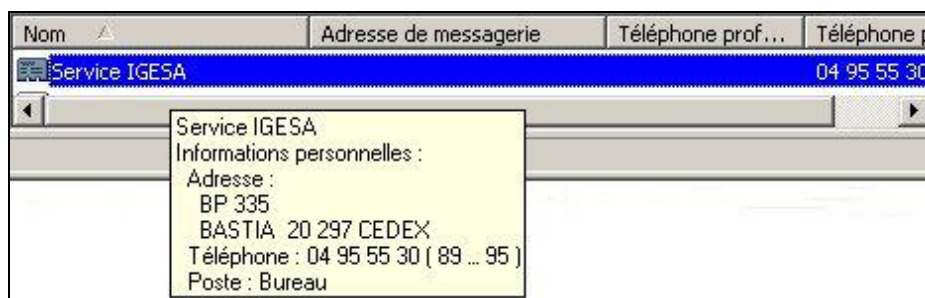 Nom Adresse de messagerie Téléphone prof... Téléphone p
Service IGESA 04 95 55 30
Service IGESA
Informations personnelles :
Adresse :
BP 335
BASTIA 20 297 CEDEX
Téléphone : 04 95 55 30 ( 89 ... 95 )
Poste : Bureau